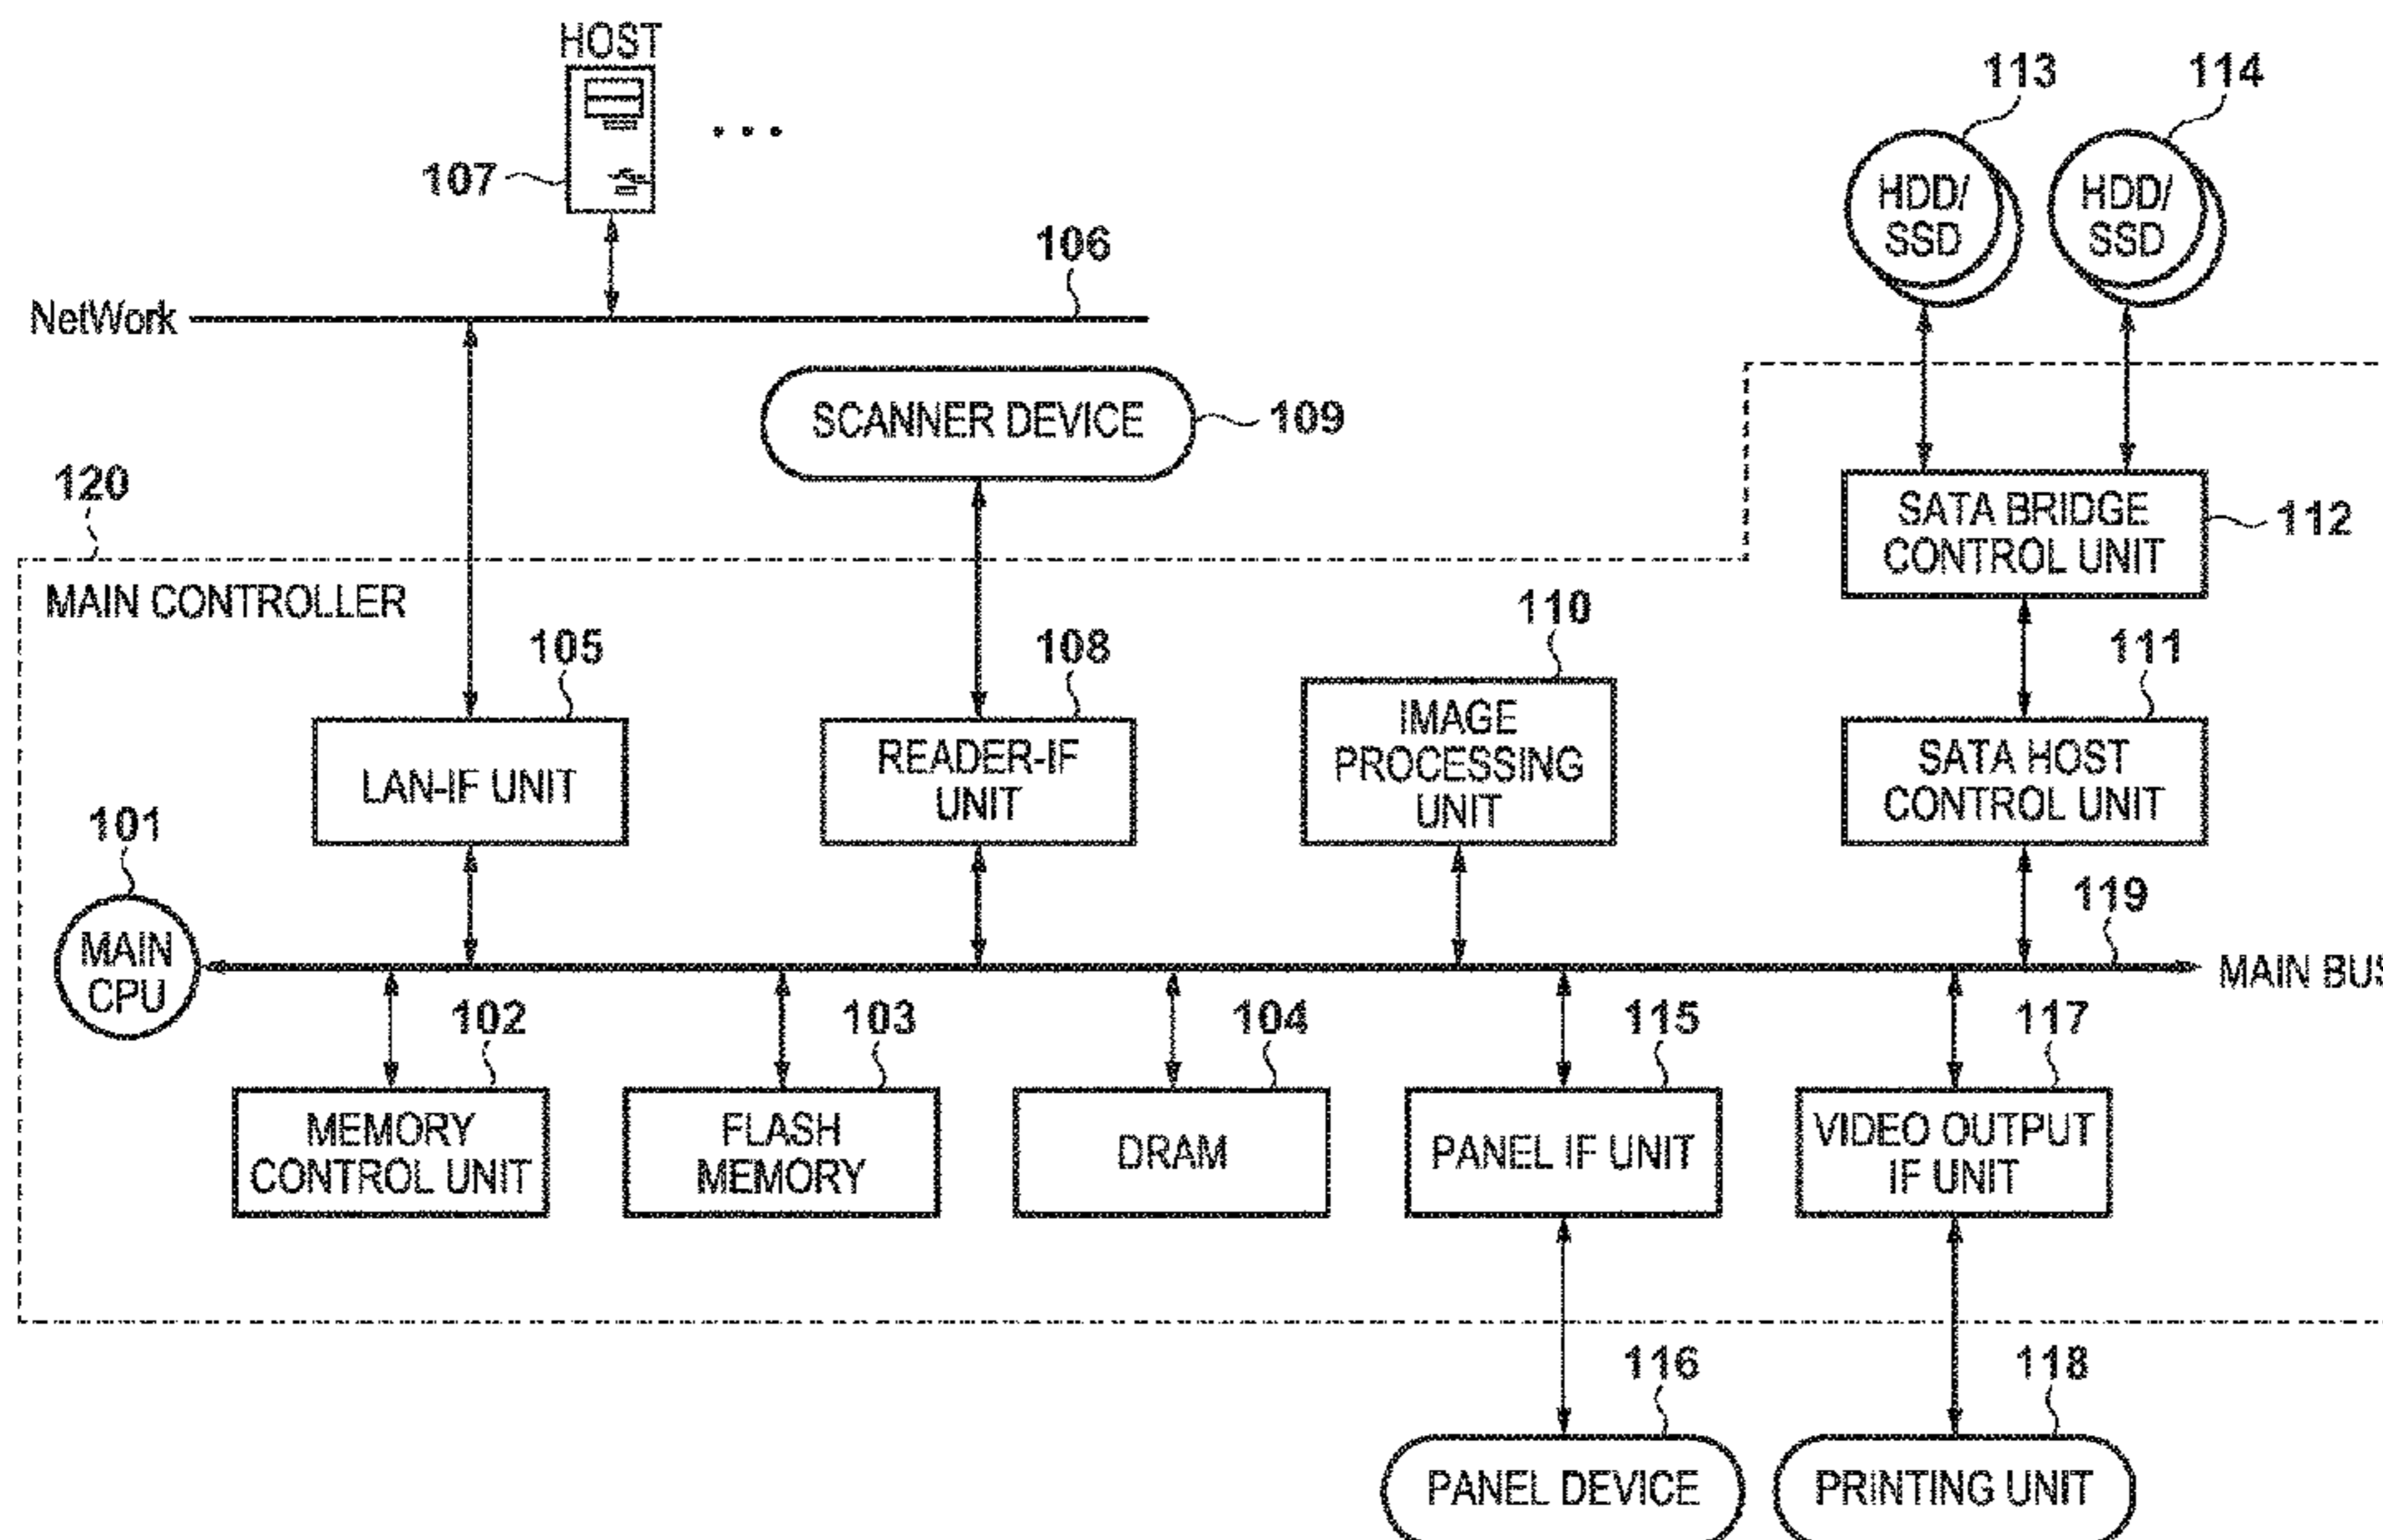 HOST
107
...
113
114
HDD/
SSD
HDD/
SSD
106
NetWork
SCANNER DEVICE
109
120
SATA BRIDGE
CONTROL UNIT
112
MAIN CONTROLLER
105
108
110
111
LAN-IF UNIT
READER-IF
UNIT
IMAGE
PROCESSING
UNIT
SATA HOST
CONTROL UNIT
101
MAIN
CPU
119
MAIN BUS
102
103
104
115
117
MEMORY
CONTROL UNIT
FLASH
MEMORY
DRAM
PANEL IF UNIT
VIDEO OUTPUT
IF UNIT
116
118
PANEL DEVICE
PRINTING UNIT